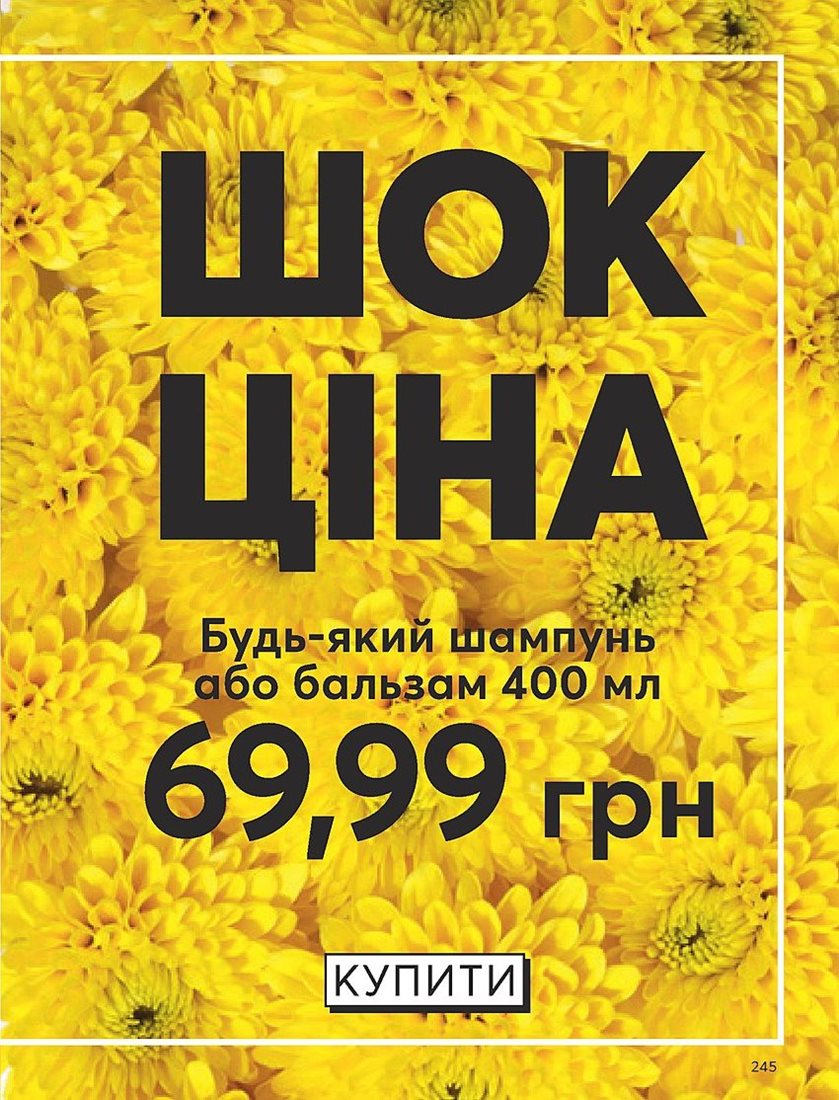 ШОК
ЦІНА
Будь-який шампунь
або бальзам 400 мл
69,99 грн
КУПИТИ
245